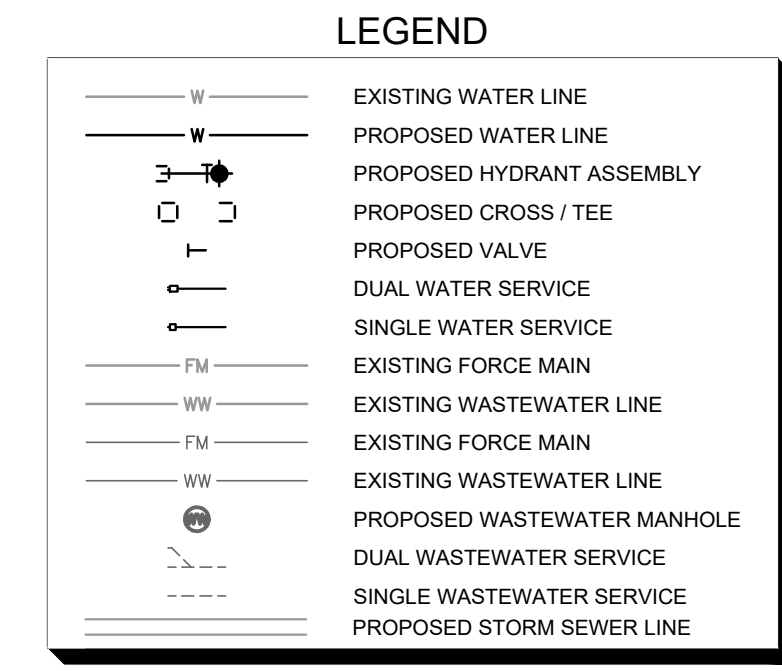 LEGEND
W EXISTING WATER LINE
W PROPOSED WATER LINE
PROPOSED HYDRANT ASSEMBLY
PROPOSED CROSS / TEE
PROPOSED VALVE
DUAL WATER SERVICE
SINGLE WATER SERVICE
FM EXISTING FORCE MAIN
WW EXISTING WASTEWATER LINE
FM EXISTING FORCE MAIN
WW EXISTING WASTEWATER LINE
WW PROPOSED WASTEWATER MANHOLE
DUAL WASTEWATER SERVICE
SINGLE WASTEWATER SERVICE
PROPOSED STORM SEWER LINE